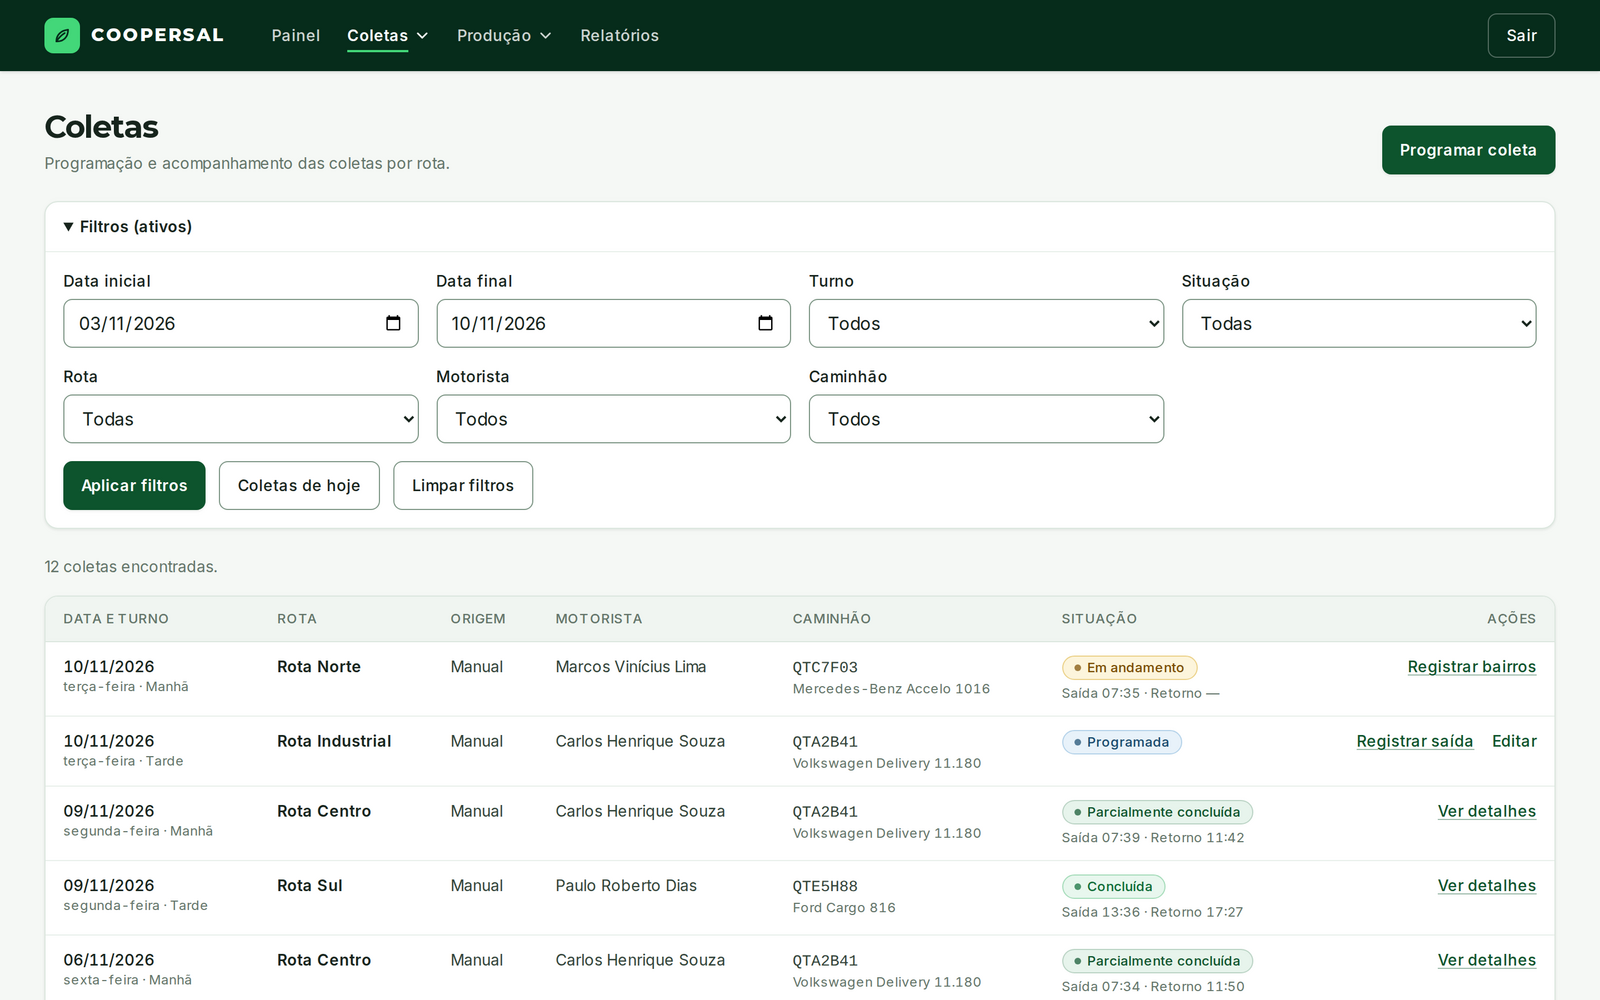 COOPERSAL Painel Coletas Produção Relatórios Sair
Coletas
Programação e acompanhamento das coletas por rota.
Programar coleta
Filtros (ativos)
Data inicial Data final Turno Situação
03/11/2026 10/11/2026 Todos Todas
Rota Motorista Caminhão
Todas Todos Todos
Aplicar filtros Coletas de hoje Limpar filtros
12 coletas encontradas.
DATA E TURNO ROTA ORIGEM MOTORISTA CAMINHÃO SITUAÇÃO AÇÕES
10/11/2026 Rota Norte Manual Marcos Vinícius Lima QTC7F03 Em andamento Registrar bairros
terça-feira · Manhã Mercedes-Benz Accelo 1016 Saída 07:35 · Retorno —
10/11/2026 Rota Industrial Manual Carlos Henrique Souza QTA2B41 Programada Registrar saída Editar
terça-feira · Tarde Volkswagen Delivery 11.180
09/11/2026 Rota Centro Manual Carlos Henrique Souza QTA2B41 Parcialmente concluída Ver detalhes
segunda-feira · Manhã Volkswagen Delivery 11.180 Saída 07:39 · Retorno 11:42
09/11/2026 Rota Sul Manual Paulo Roberto Dias QTE5H88 Concluída Ver detalhes
segunda-feira · Tarde Ford Cargo 816 Saída 13:36 · Retorno 17:27
06/11/2026 Rota Centro Manual Carlos Henrique Souza QTA2B41 Parcialmente concluída Ver detalhes
sexta-feira · Manhã Volkswagen Delivery 11.180 Saída 07:34 · Retorno 11:50